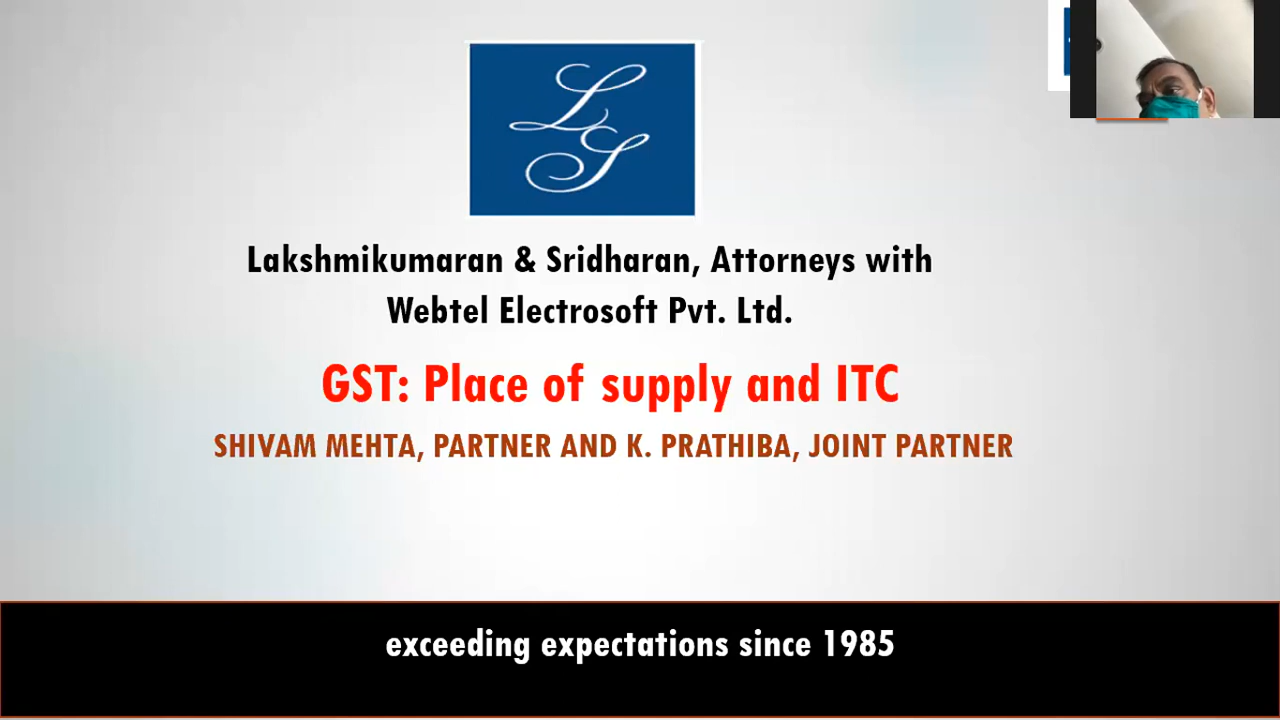 LS
Lakshmikumaran & Sridharan, Attorneys with
Webtel Electrosoft Pvt. Ltd.
GST: Place of supply and ITC
SHIVAM MEHTA, PARTNER AND K. PRATHIBA, JOINT PARTNER
exceeding expectations since 1985